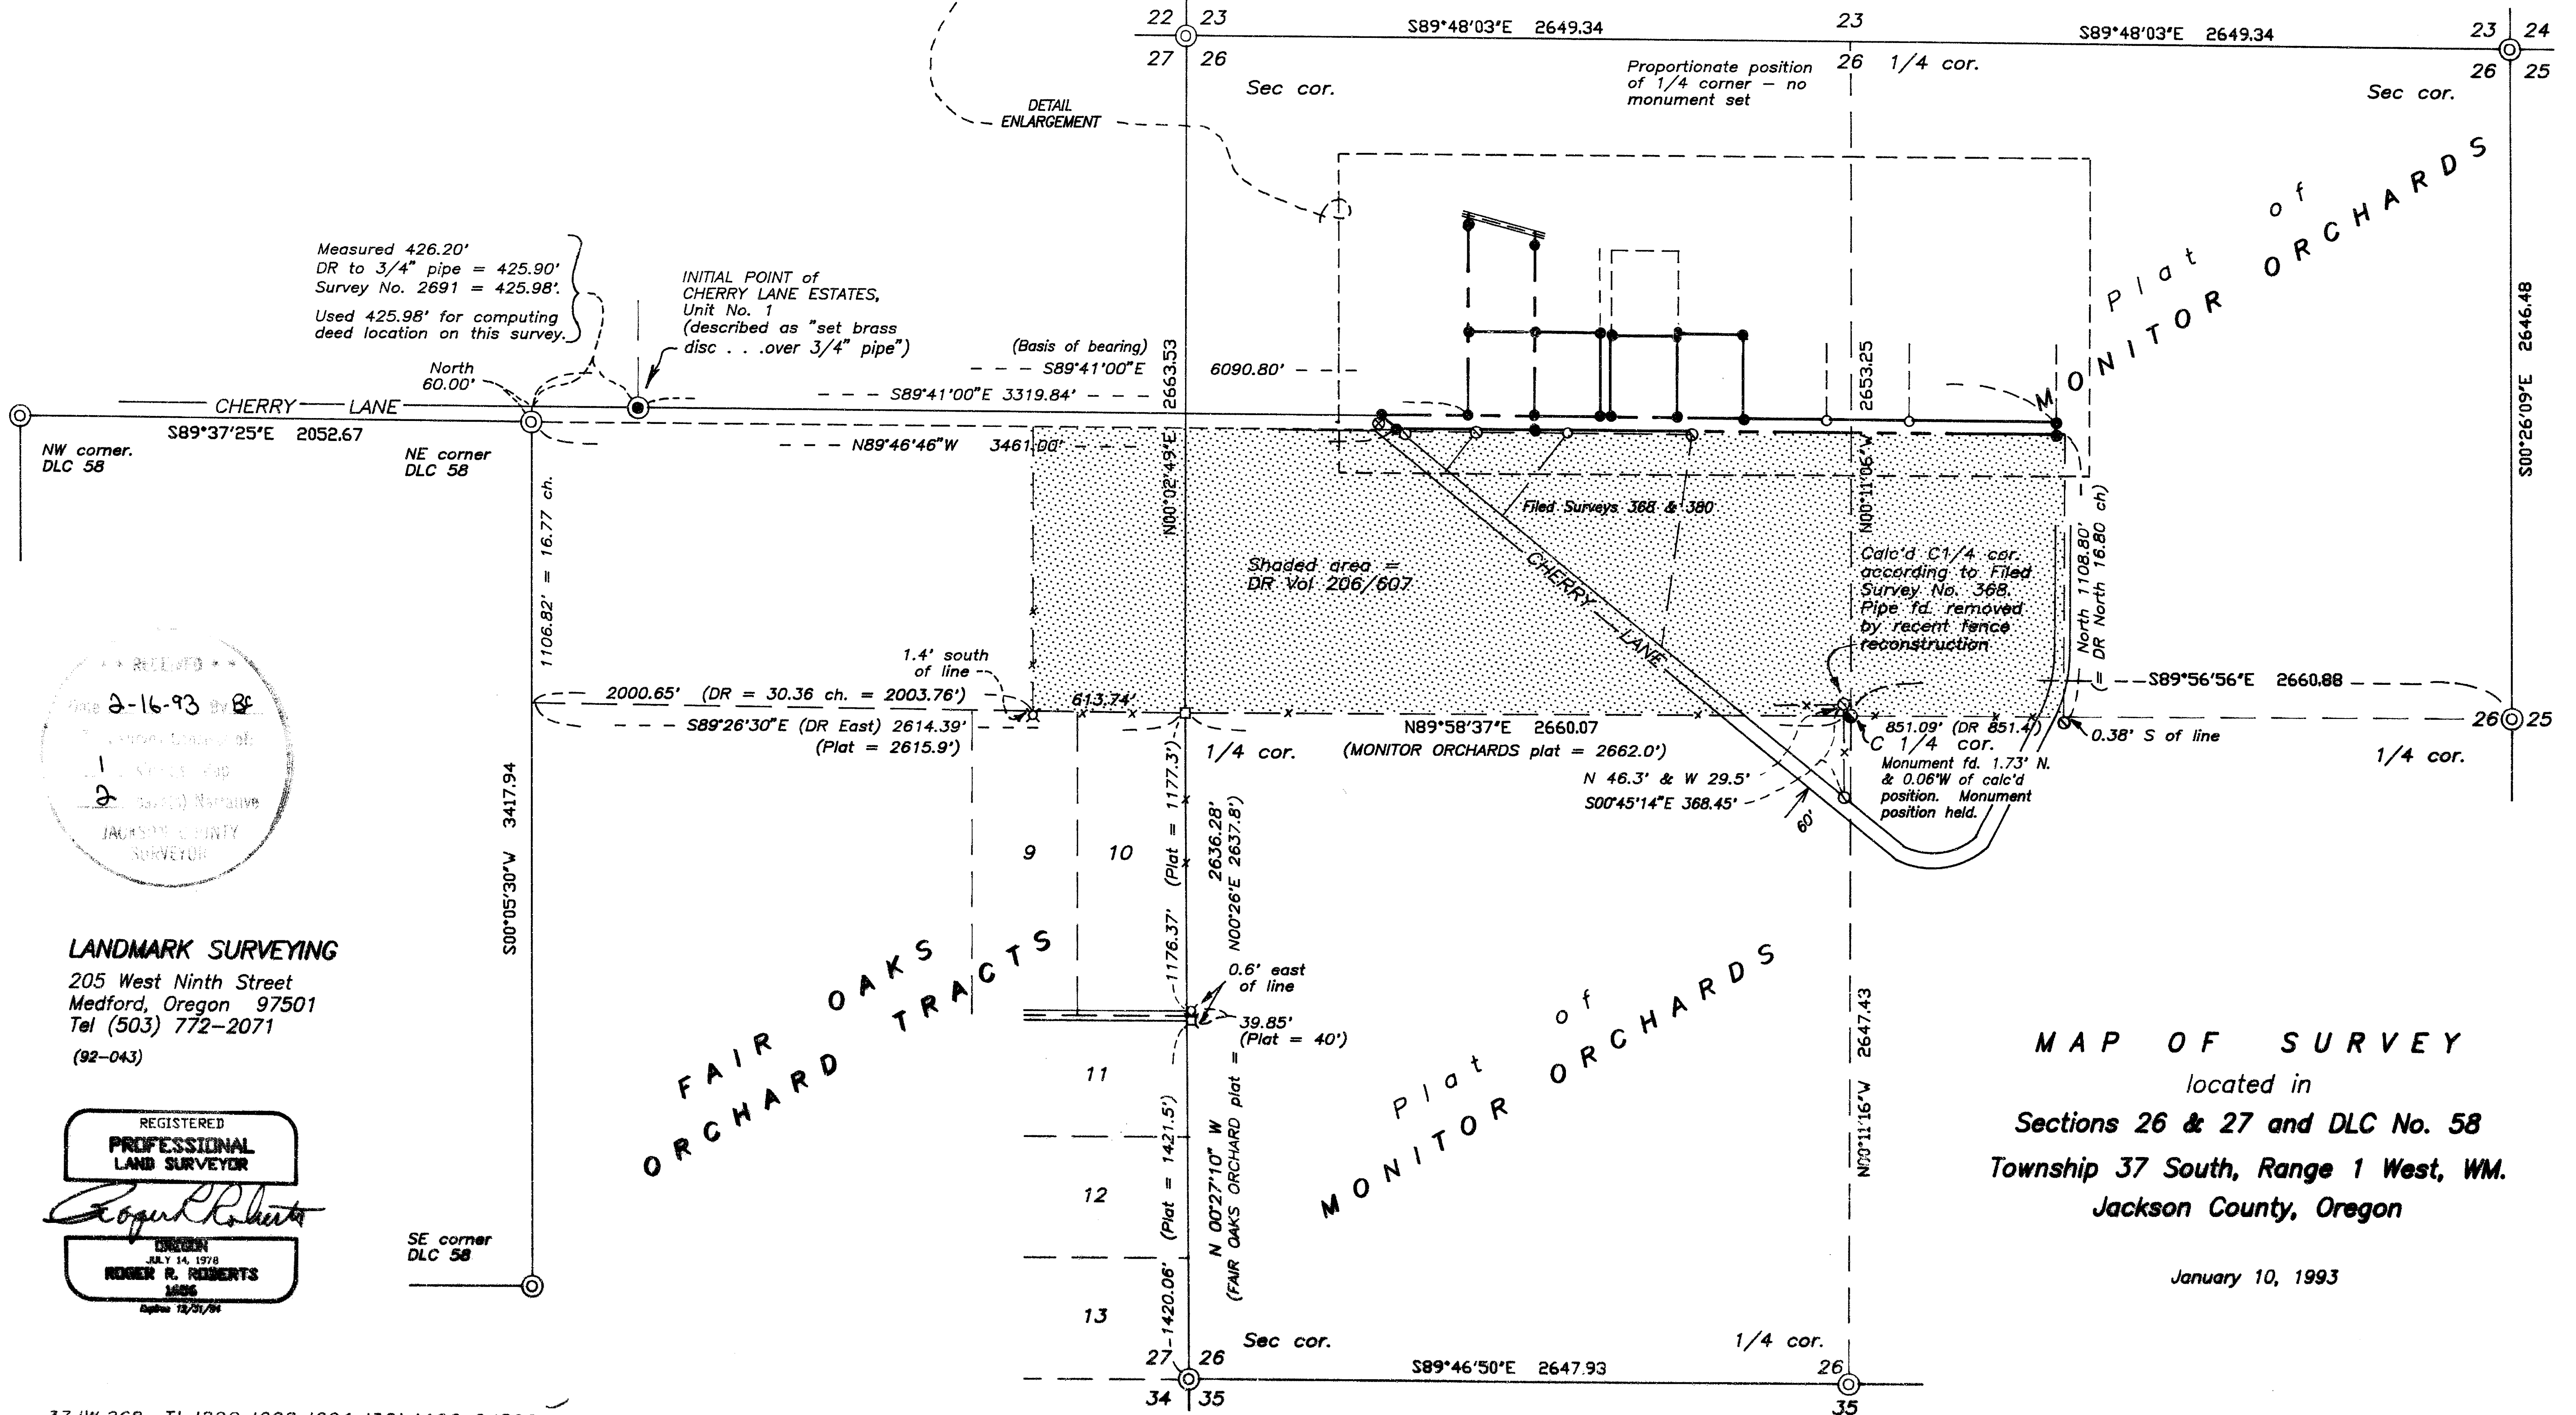 22 23
27 26
S89°48'03"E 2649.34
23
26 1/4 cor.
S89°48'03"E 2649.34
23 24
26 25
Sec cor.
Sec cor.
Proportionate position
of 1/4 corner – no
monument set
DETAIL
ENLARGEMENT
Plat of
MONITOR ORCHARDS
Measured 426.20'
DR to 3/4" pipe = 425.90'
Survey No. 2691 = 425.98'.
Used 425.98' for computing
deed location on this survey.
North
60.00'
INITIAL POINT of
CHERRY LANE ESTATES,
Unit No. 1
(described as "set brass
disc . . .over 3/4" pipe")
(Basis of bearing)
S89°41'00"E 6090.80'
S89°41'00"E 3319.84'
N89°46'46"W 3461.00'
CHERRY LANE
S89°37'25"E 2052.67
NW corner.
DLC 58
NE corner
DLC 58
N00°02'49"E 2663.53
N00°11'06"W 2653.25
S00°26'09"E 2646.48
1106.82' = 16.77 ch.
S00°05'30"W 3417.94
Filed Surveys 368 & 380
Shaded area =
DR Vol 206/607
CHERRY LANE
Calc'd C1/4 cor.
according to Filed
Survey No. 368.
Pipe fd. removed
by recent fence
reconstruction
North 1108.80'
(= DR North 16.80 ch)
1.4' south
of line
2000.65' (DR = 30.36 ch. = 2003.76')
613.74'
S89°26'30"E (DR East) 2614.39'
(Plat = 2615.9')
1/4 cor.
N89°58'37"E 2660.07
(MONITOR ORCHARDS plat = 2662.0')
S89°56'56"E 2660.88
26 25
1/4 cor.
851.09' (DR 851.4')
0.38' S of line
C 1/4 cor.
Monument fd. 1.73' N.
& 0.06'W of calc'd
position. Monument
position held.
N 46.3' & W 29.5'
S00°45'14"E 368.45'
60'
RECEIVED
Date 2-16-93 By BF
1
2 Narrative
JACKSON COUNTY
SURVEYOR
9
10
1176.37' (Plat = 1177.3')
2636.28'
N 00°27'10" W
(FAIR OAKS ORCHARD plat = N00°26'E 2637.8')
0.6' east
of line
39.85'
(Plat = 40')
11
12
13
1420.06' (Plat = 1421.5')
FAIR OAKS
ORCHARD TRACTS
Plat of
MONITOR ORCHARDS
N00°11'16"W 2647.43
LANDMARK SURVEYING
205 West Ninth Street
Medford, Oregon 97501
Tel (503) 772–2071
(92–043)
REGISTERED
PROFESSIONAL
LAND SURVEYOR
Roger R Roberts
OREGON
JULY 14, 1978
ROGER R. ROBERTS
1686
Expires 12/31/94
SE corner
DLC 58
MAP OF SURVEY
located in
Sections 26 & 27 and DLC No. 58
Township 37 South, Range 1 West, WM.
Jackson County, Oregon
January 10, 1993
27 26
34 35
Sec cor.
S89°46'50"E 2647.93
1/4 cor.
26
35